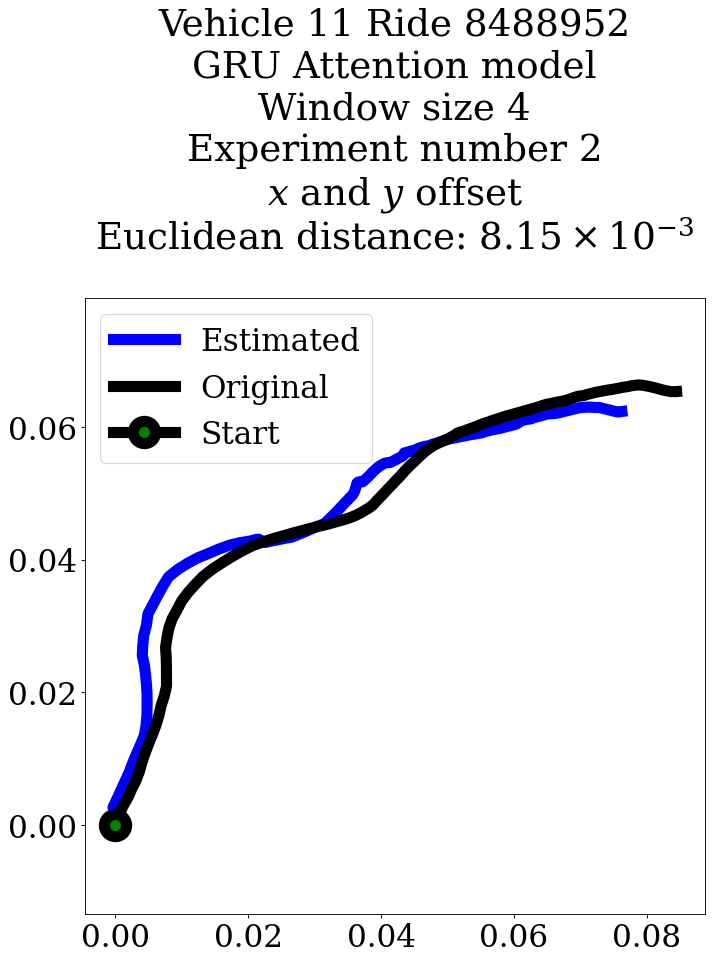 Vehicle 11 Ride 8488952
GRU Attention model
Window size 4
Experiment number 2
x and y offset
Euclidean distance: 8.15 × 10⁻³
Estimated
Original
Start
0.06
0.04
0.02
0.00
0.00 0.02 0.04 0.06 0.08